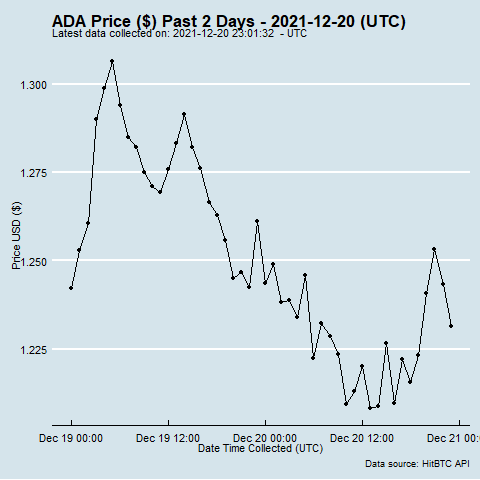 ADA Price ($) Past 2 Days - 2021-12-20 (UTC)
Latest data collected on: 2021-12-20 23:01:32 - UTC
1.300
1.275
1.250
1.225
Price USD ($)
Dec 19 00:00 Dec 19 12:00 Dec 20 00:00 Dec 20 12:00 Dec 21 00:
Date Time Collected (UTC)
Data source: HitBTC API